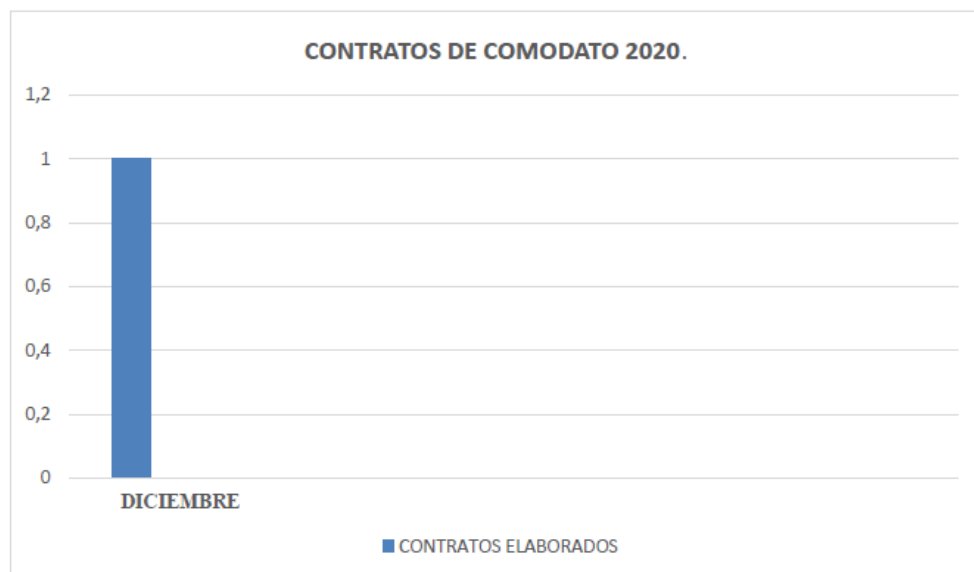 CONTRATOS DE COMODATO 2020.
1,2
1
0,8
0,6
0,4
0,2
0
DICIEMBRE
CONTRATOS ELABORADOS